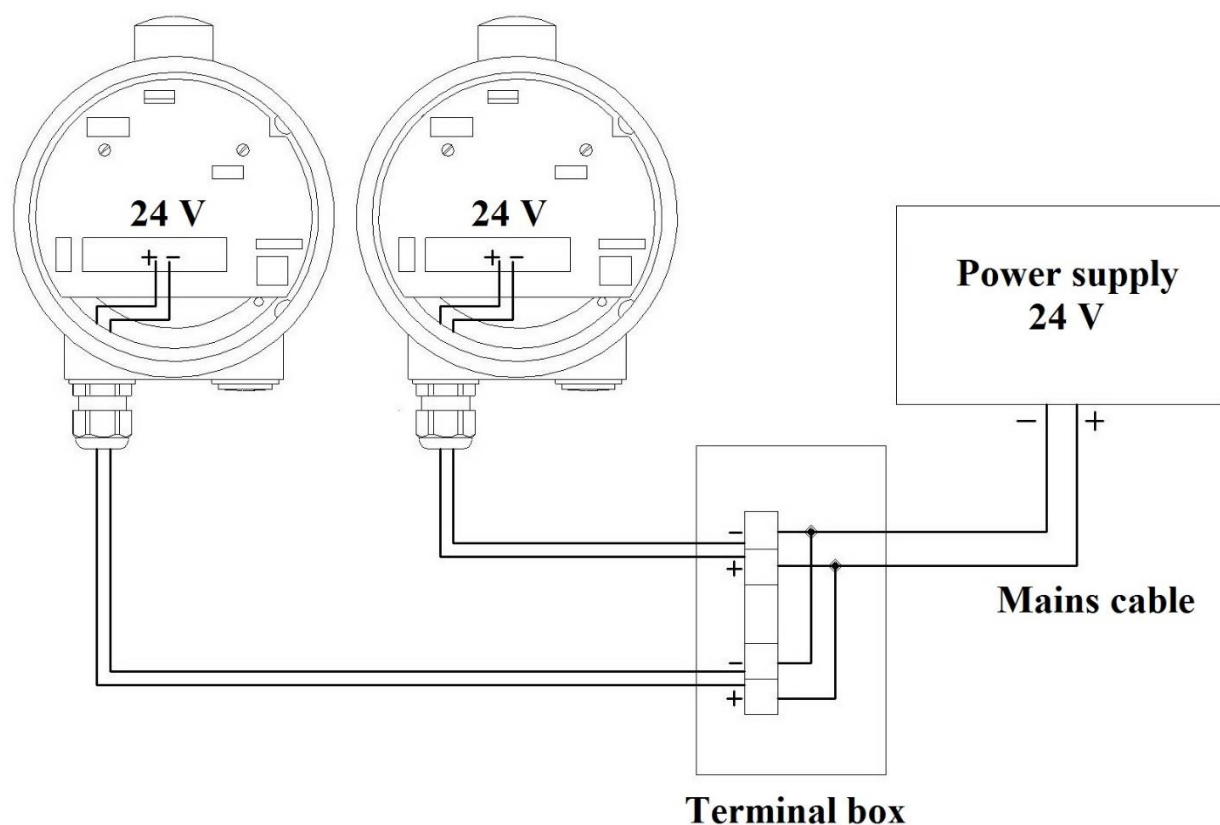 24 V
+ −
24 V
+ −
Power supply
24 V
− +
−
+
Mains cable
−
+
Terminal box